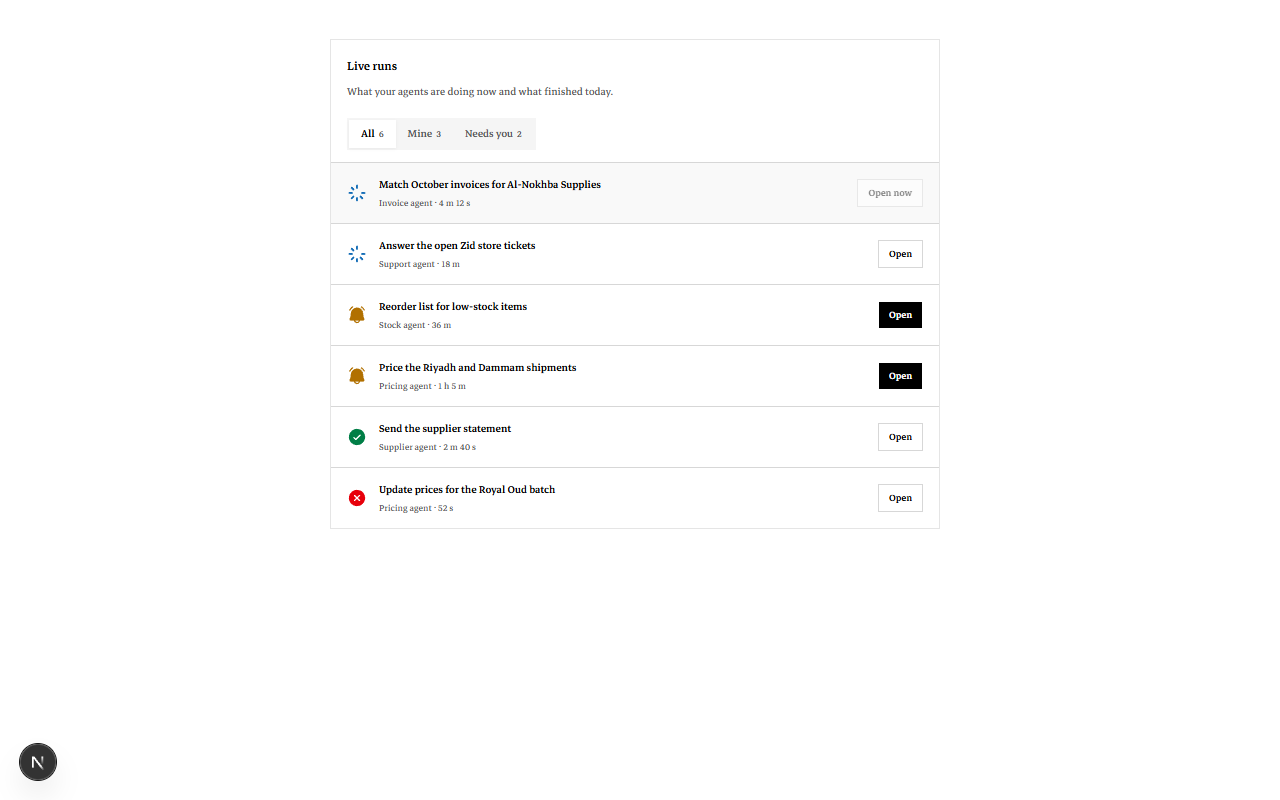 Live runs
What your agents are doing now and what finished today.
All 6 Mine 3 Needs you 2
Match October invoices for Al-Nokhba Supplies
Invoice agent · 4 m 12 s
Open now
Answer the open Zid store tickets
Support agent · 18 m
Open
Reorder list for low-stock items
Stock agent · 36 m
Open
Price the Riyadh and Dammam shipments
Pricing agent · 1 h 5 m
Open
Send the supplier statement
Supplier agent · 2 m 40 s
Open
Update prices for the Royal Oud batch
Pricing agent · 52 s
Open
N